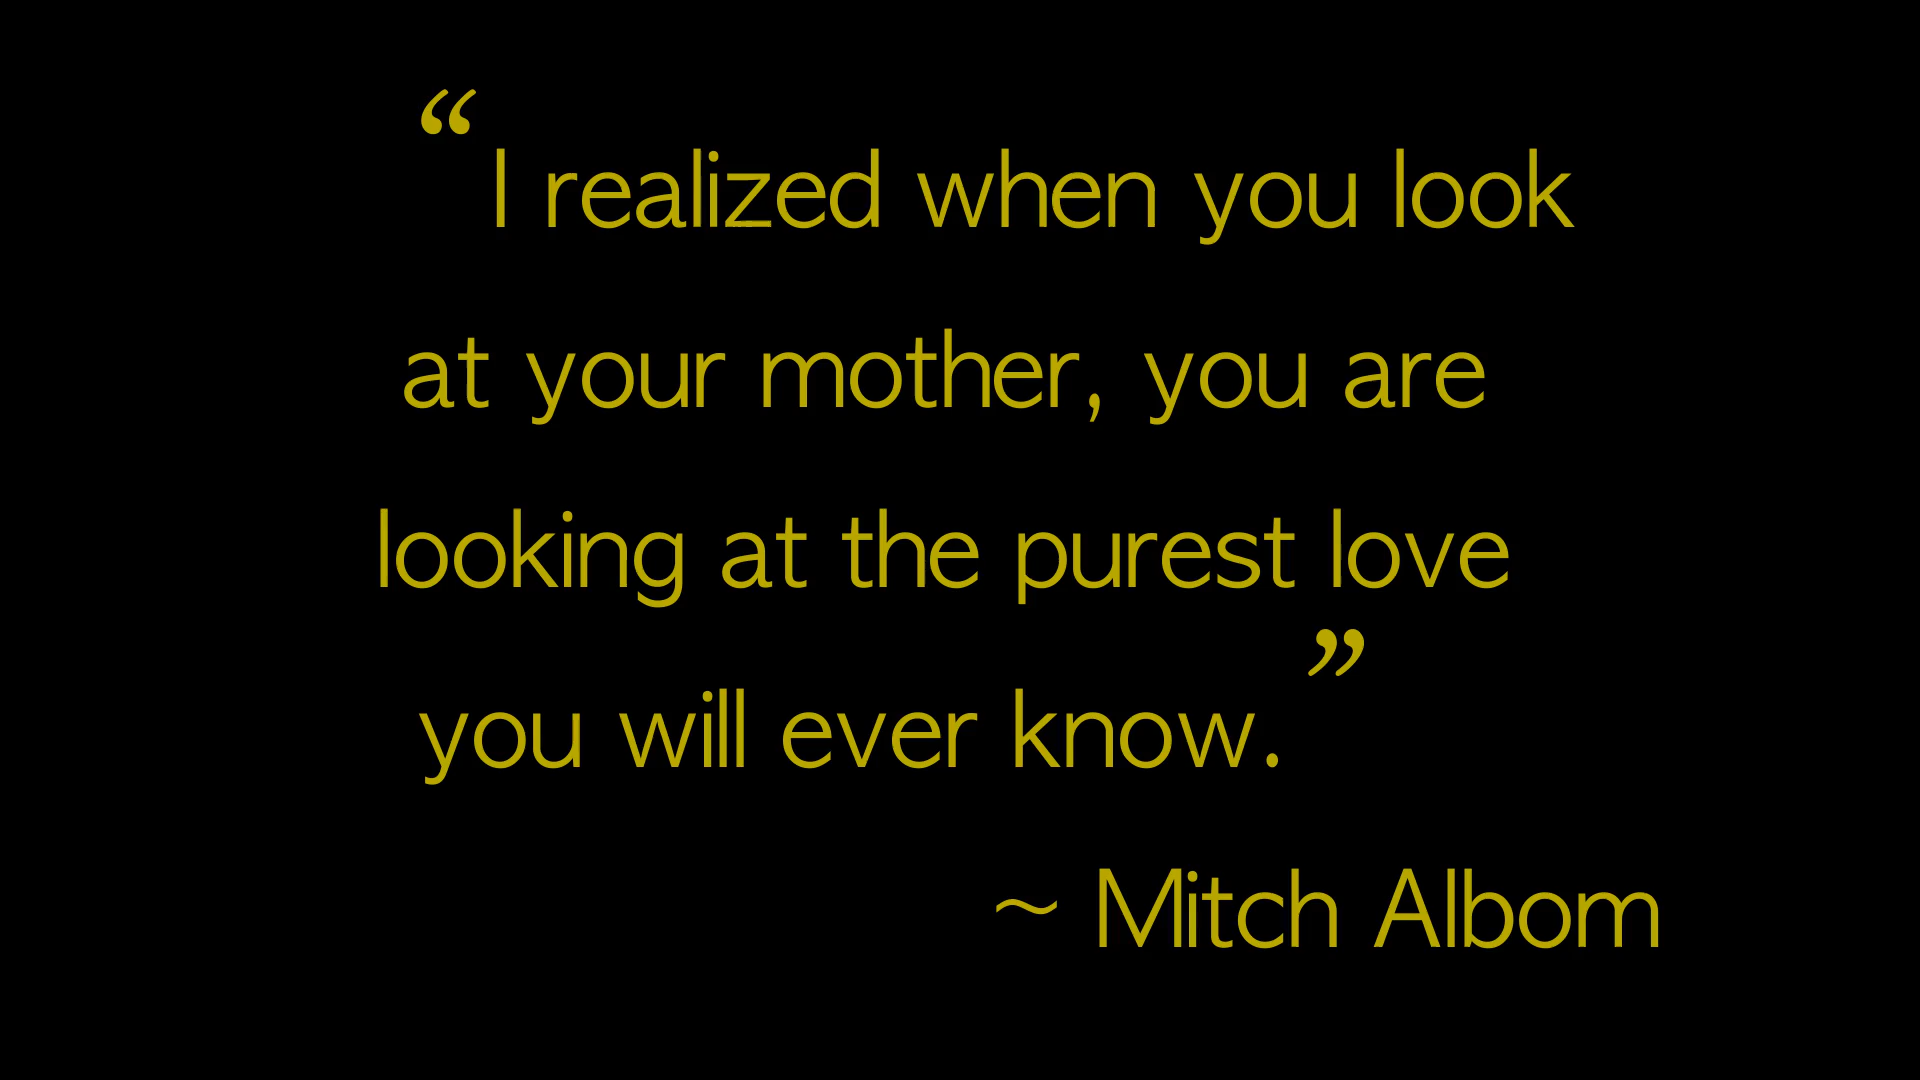 “I realized when you look
at your mother, you are
looking at the purest love
you will ever know.”
~ Mitch Albom